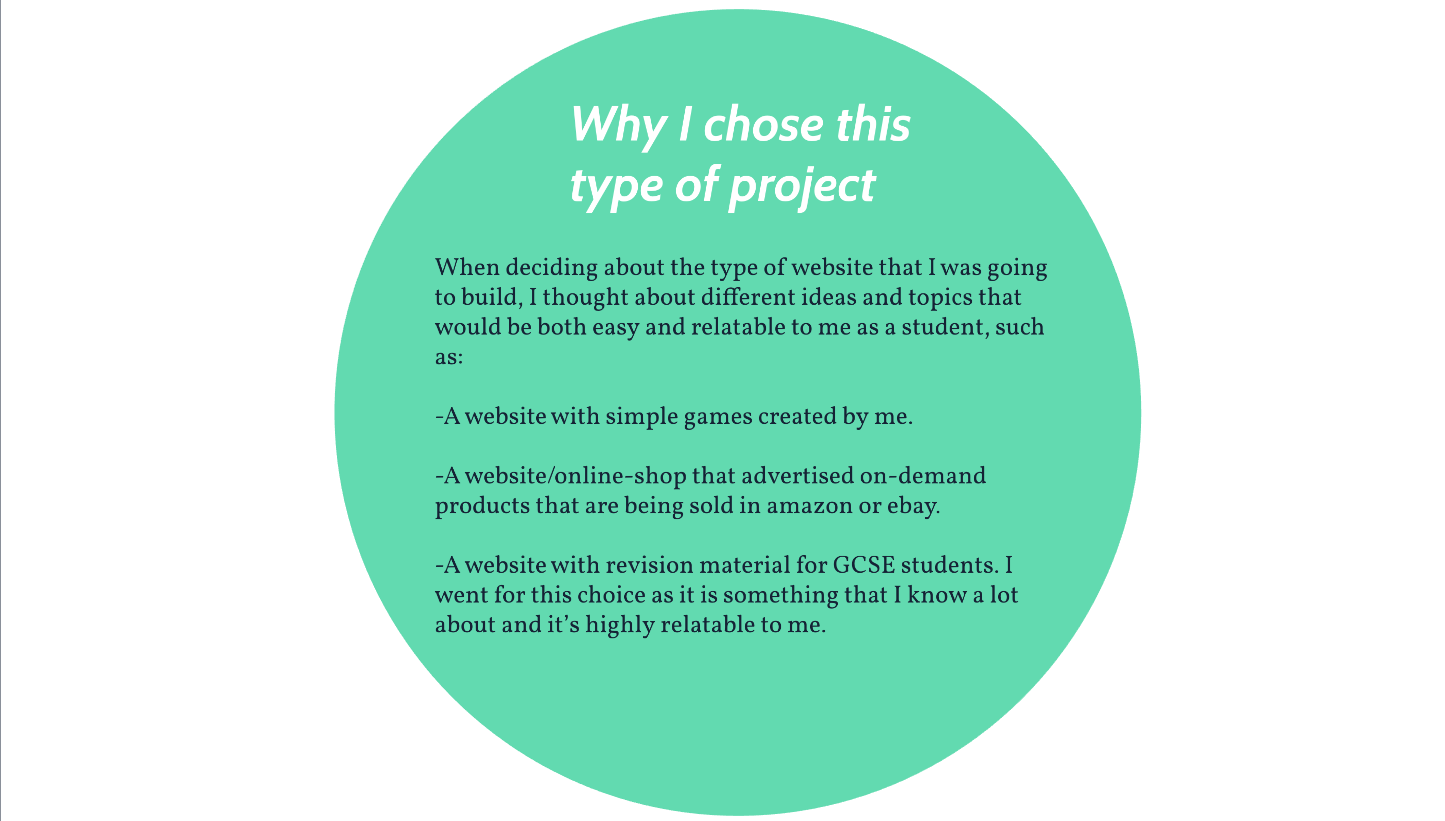 Why I chose this
type of project
When deciding about the type of website that I was going
to build, I thought about different ideas and topics that
would be both easy and relatable to me as a student, such
as:
-A website with simple games created by me.
-A website/online-shop that advertised on-demand
products that are being sold in amazon or ebay.
-A website with revision material for GCSE students. I
went for this choice as it is something that I know a lot
about and it’s highly relatable to me.